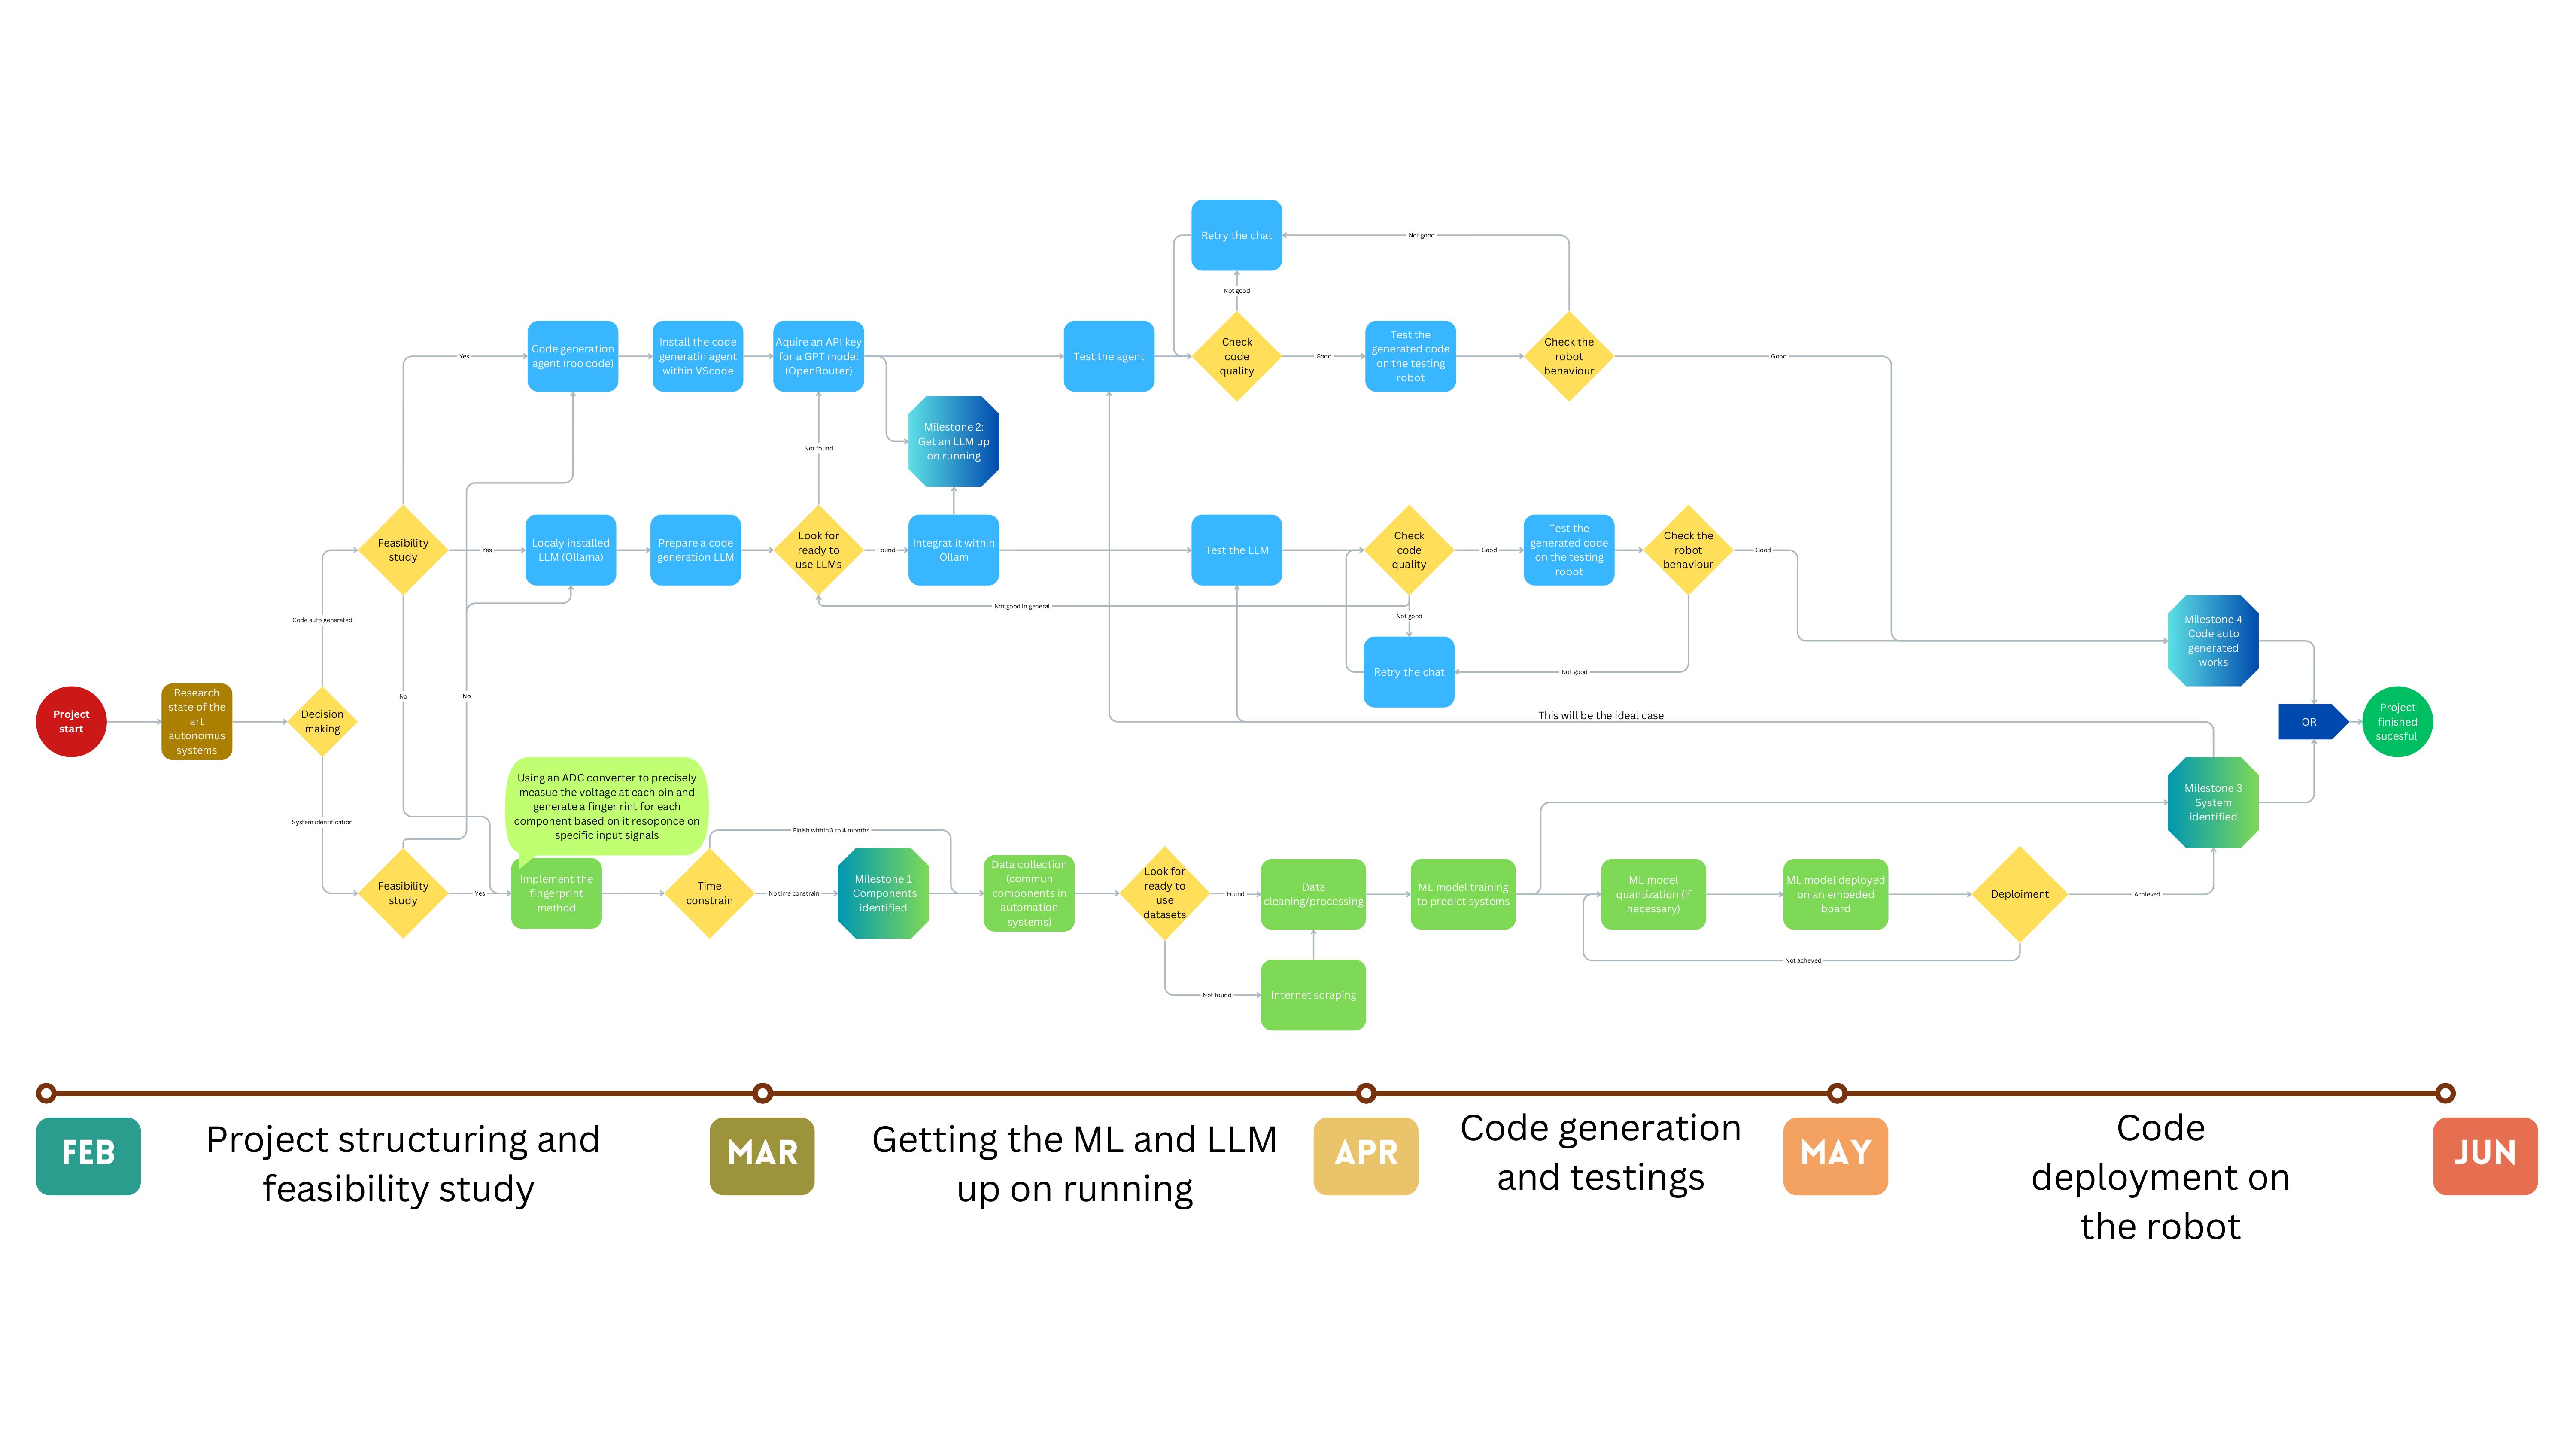 Retry the chat
Not good
Not good
Yes
Code generation
agent (roo code)
Install the code
generatin agent
within VScode
Aquire an API key
for a GPT model
(OpenRouter)
Test the agent
Check
code
quality
Good
Test the
generated code
on the testing
robot
Check the
robot
behaviour
Good
Milestone 2:
Get an LLM up
on running
Not found
Feasibility
study
Yes
Localy installed
LLM (Ollama)
Prepare a code
generation LLM
Look for
ready to
use LLMs
Found
Integrat it within
Ollam
Test the LLM
Check
code
quality
Good
Test the
generated code
on the testing
robot
Check the
robot
behaviour
Good
Not good in general
Not good
Code auto generated
Retry the chat
Not good
Milestone 4
Code auto
generated
works
Project
start
Research
state of the
art
autonomus
systems
Decision
making
No
No
This will be the ideal case
OR
Project
finished
sucesful
Using an ADC converter to precisely
measue the voltage at each pin and
generate a finger rint for each
component based on it resoponce on
specific input signals
System identification
Finish within 3 to 4 months
Milestone 3
System
identified
Feasibility
study
Yes
Implement the
fingerprint
method
Time
constrain
No time constrain
Milestone 1
Components
identified
Data collection
(commun
components in
automation
systems)
Look for
ready to
use
datasets
Found
Data
cleaning/processing
ML model training
to predict systems
ML model
quantization (if
necessary)
ML model deployed
on an embeded
board
Deploiment
Achieved
Not acheved
Not found
Internet scraping
FEB
Project structuring and
feasibility study
MAR
Getting the ML and LLM
up on running
APR
Code generation
and testings
MAY
Code
deployment on
the robot
JUN